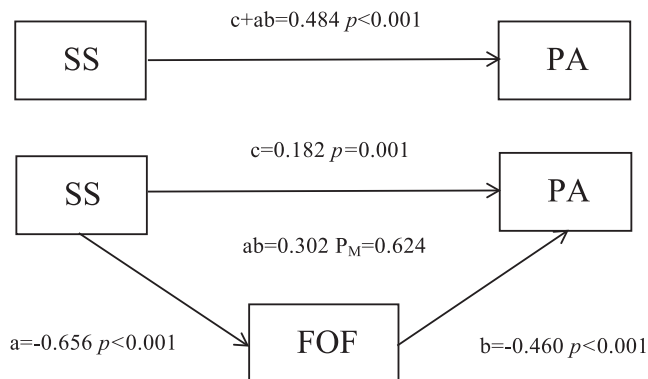 c+ab=0.484 p<0.001
SS
PA
c=0.182 p=0.001
SS
PA
ab=0.302 P_M=0.624
a=-0.656 p<0.001
FOF
b=-0.460 p<0.001